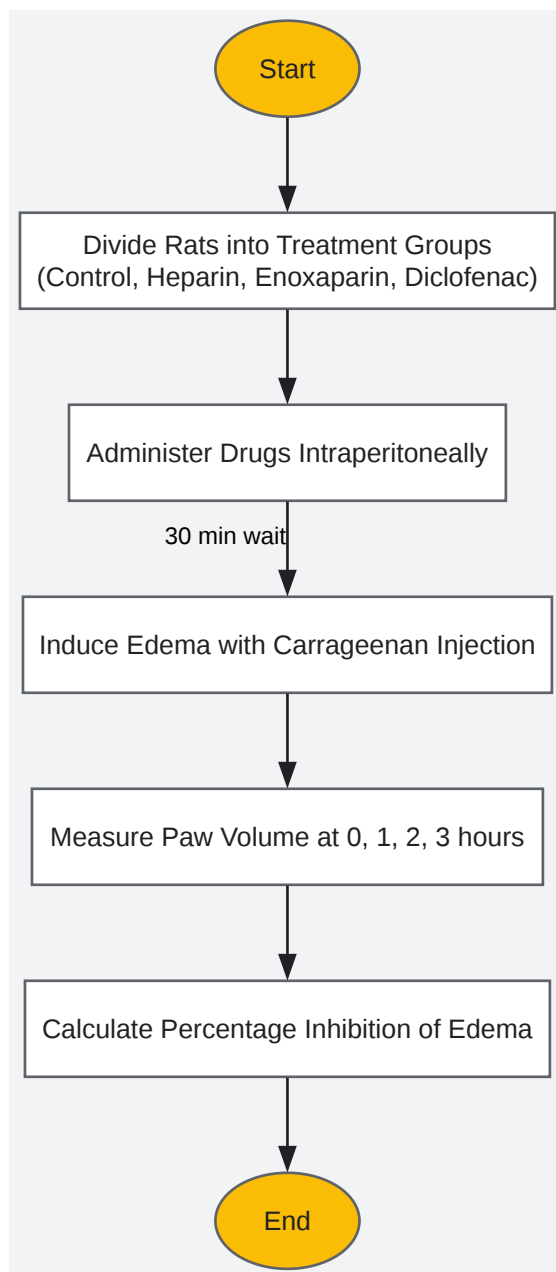 Start
Divide Rats into Treatment Groups
(Control, Heparin, Enoxaparin, Diclofenac)
Administer Drugs Intraperitoneally
30 min wait
Induce Edema with Carrageenan Injection
Measure Paw Volume at 0, 1, 2, 3 hours
Calculate Percentage Inhibition of Edema
End